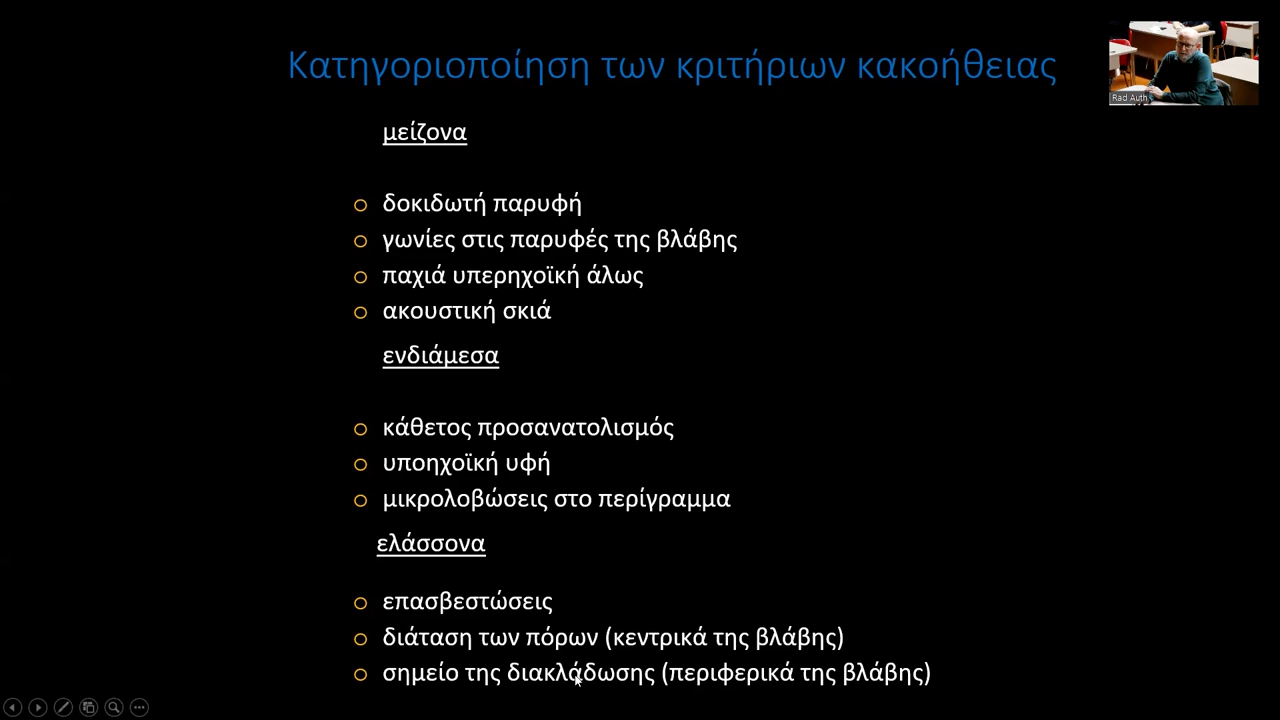 Κατηγοριοποίηση των κριτήριων κακοήθειας
Rad Auth
μείζονα
δοκιδωτή παρυφή
γωνίες στις παρυφές της βλάβης
παχιά υπερηχοϊκή άλως
ακουστική σκιά
ενδιάμεσα
κάθετος προσανατολισμός
υποηχοϊκή υφή
μικρολοβώσεις στο περίγραμμα
ελάσσονα
επασβεστώσεις
διάταση των πόρων (κεντρικά της βλάβης)
σημείο της διακλάδωσης (περιφερικά της βλάβης)